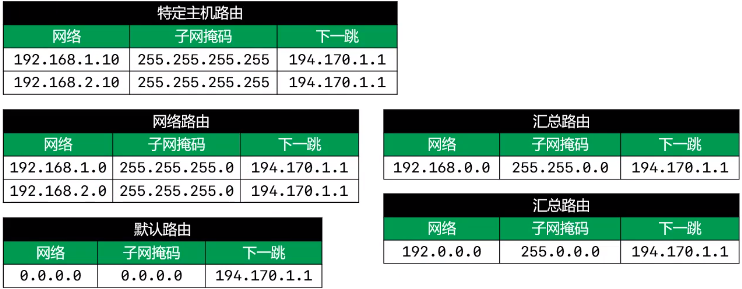 特定主机路由
网络 子网掩码 下一跳
192.168.1.10 255.255.255.255 194.170.1.1
192.168.2.10 255.255.255.255 194.170.1.1
网络路由
网络 子网掩码 下一跳
192.168.1.0 255.255.255.0 194.170.1.1
192.168.2.0 255.255.255.0 194.170.1.1
汇总路由
网络 子网掩码 下一跳
192.168.0.0 255.255.0.0 194.170.1.1
汇总路由
网络 子网掩码 下一跳
192.0.0.0 255.0.0.0 194.170.1.1
默认路由
网络 子网掩码 下一跳
0.0.0.0 0.0.0.0 194.170.1.1